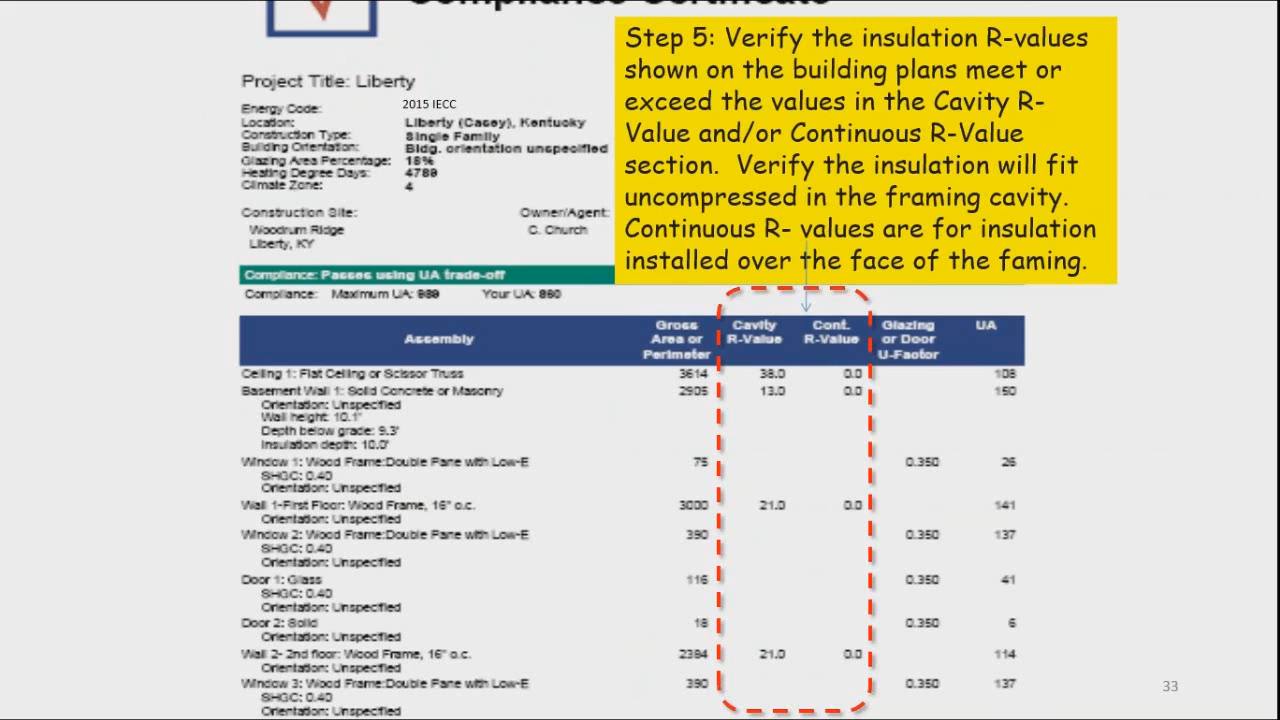 Compliance Certificate
Step 5: Verify the insulation R-values
shown on the building plans meet or
exceed the values in the Cavity R-
Value and/or Continuous R-Value
section. Verify the insulation will fit
uncompressed in the framing cavity.
Continuous R- values are for insulation
installed over the face of the faming.
Project Title: Liberty
Energy Code: 2015 IECC
Location: Liberty (Casey), Kentucky
Construction Type: Single Family
Building Orientation: Bldg. orientation unspecified
Glazing Area Percentage: 18%
Heating Degree Days: 4789
Climate Zone: 4
Construction Site: Owner/Agent:
Woodrum Ridge C. Church
Liberty, KY
Compliance: Passes using UA trade-off
Compliance: Maximum UA: 989 Your UA: 860
Assembly Gross Area or Perimeter Cavity R-Value Cont. R-Value Glazing or Door U-Factor UA
Ceiling 1: Flat Ceiling or Scissor Truss 3614 38.0 0.0 108
Basement Wall 1: Solid Concrete or Masonry 2905 13.0 0.0 150
Orientation: Unspecified
Wall height: 10.1'
Depth below grade: 9.3'
Insulation depth: 10.0'
Window 1: Wood Frame:Double Pane with Low-E 75 0.350 26
SHGC: 0.40
Orientation: Unspecified
Wall 1-First Floor: Wood Frame, 16" o.c. 3000 21.0 0.0 141
Orientation: Unspecified
Window 2: Wood Frame:Double Pane with Low-E 390 0.350 137
SHGC: 0.40
Orientation: Unspecified
Door 1: Glass 116 0.350 41
SHGC: 0.40
Orientation: Unspecified
Door 2: Solid 18 0.350 6
Orientation: Unspecified
Wall 2- 2nd floor: Wood Frame, 16" o.c. 2384 21.0 0.0 114
Orientation: Unspecified
Window 3: Wood Frame:Double Pane with Low-E 390 0.350 137
SHGC: 0.40
Orientation: Unspecified
33